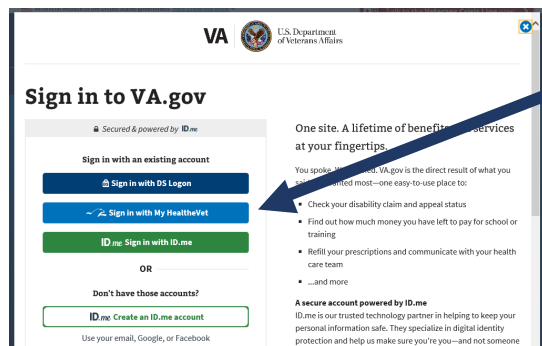 VA
U.S. Department
of Veterans Affairs
Sign in to VA.gov
Secured & powered by ID.me
Sign in with an existing account
DS Logon Sign in with DS Logon
Sign in with My HealtheVet
ID.me Sign in with ID.me
OR
Don't have those accounts?
ID.me Create an ID.me account
Use your email, Google, or Facebook
One site. A lifetime of benefits services
at your fingertips.
You spoke. VA.gov is the direct result of what you
wanted most—one easy-to-use place to:
▪ Check your disability claim and appeal status
▪ Find out how much money you have left to pay for school or
training
▪ Refill your prescriptions and communicate with your health
care team
▪ ...and more
A secure account powered by ID.me
ID.me is our trusted technology partner in helping to keep your
personal information safe. They specialize in digital identity
protection and help us make sure you're you—and not someone